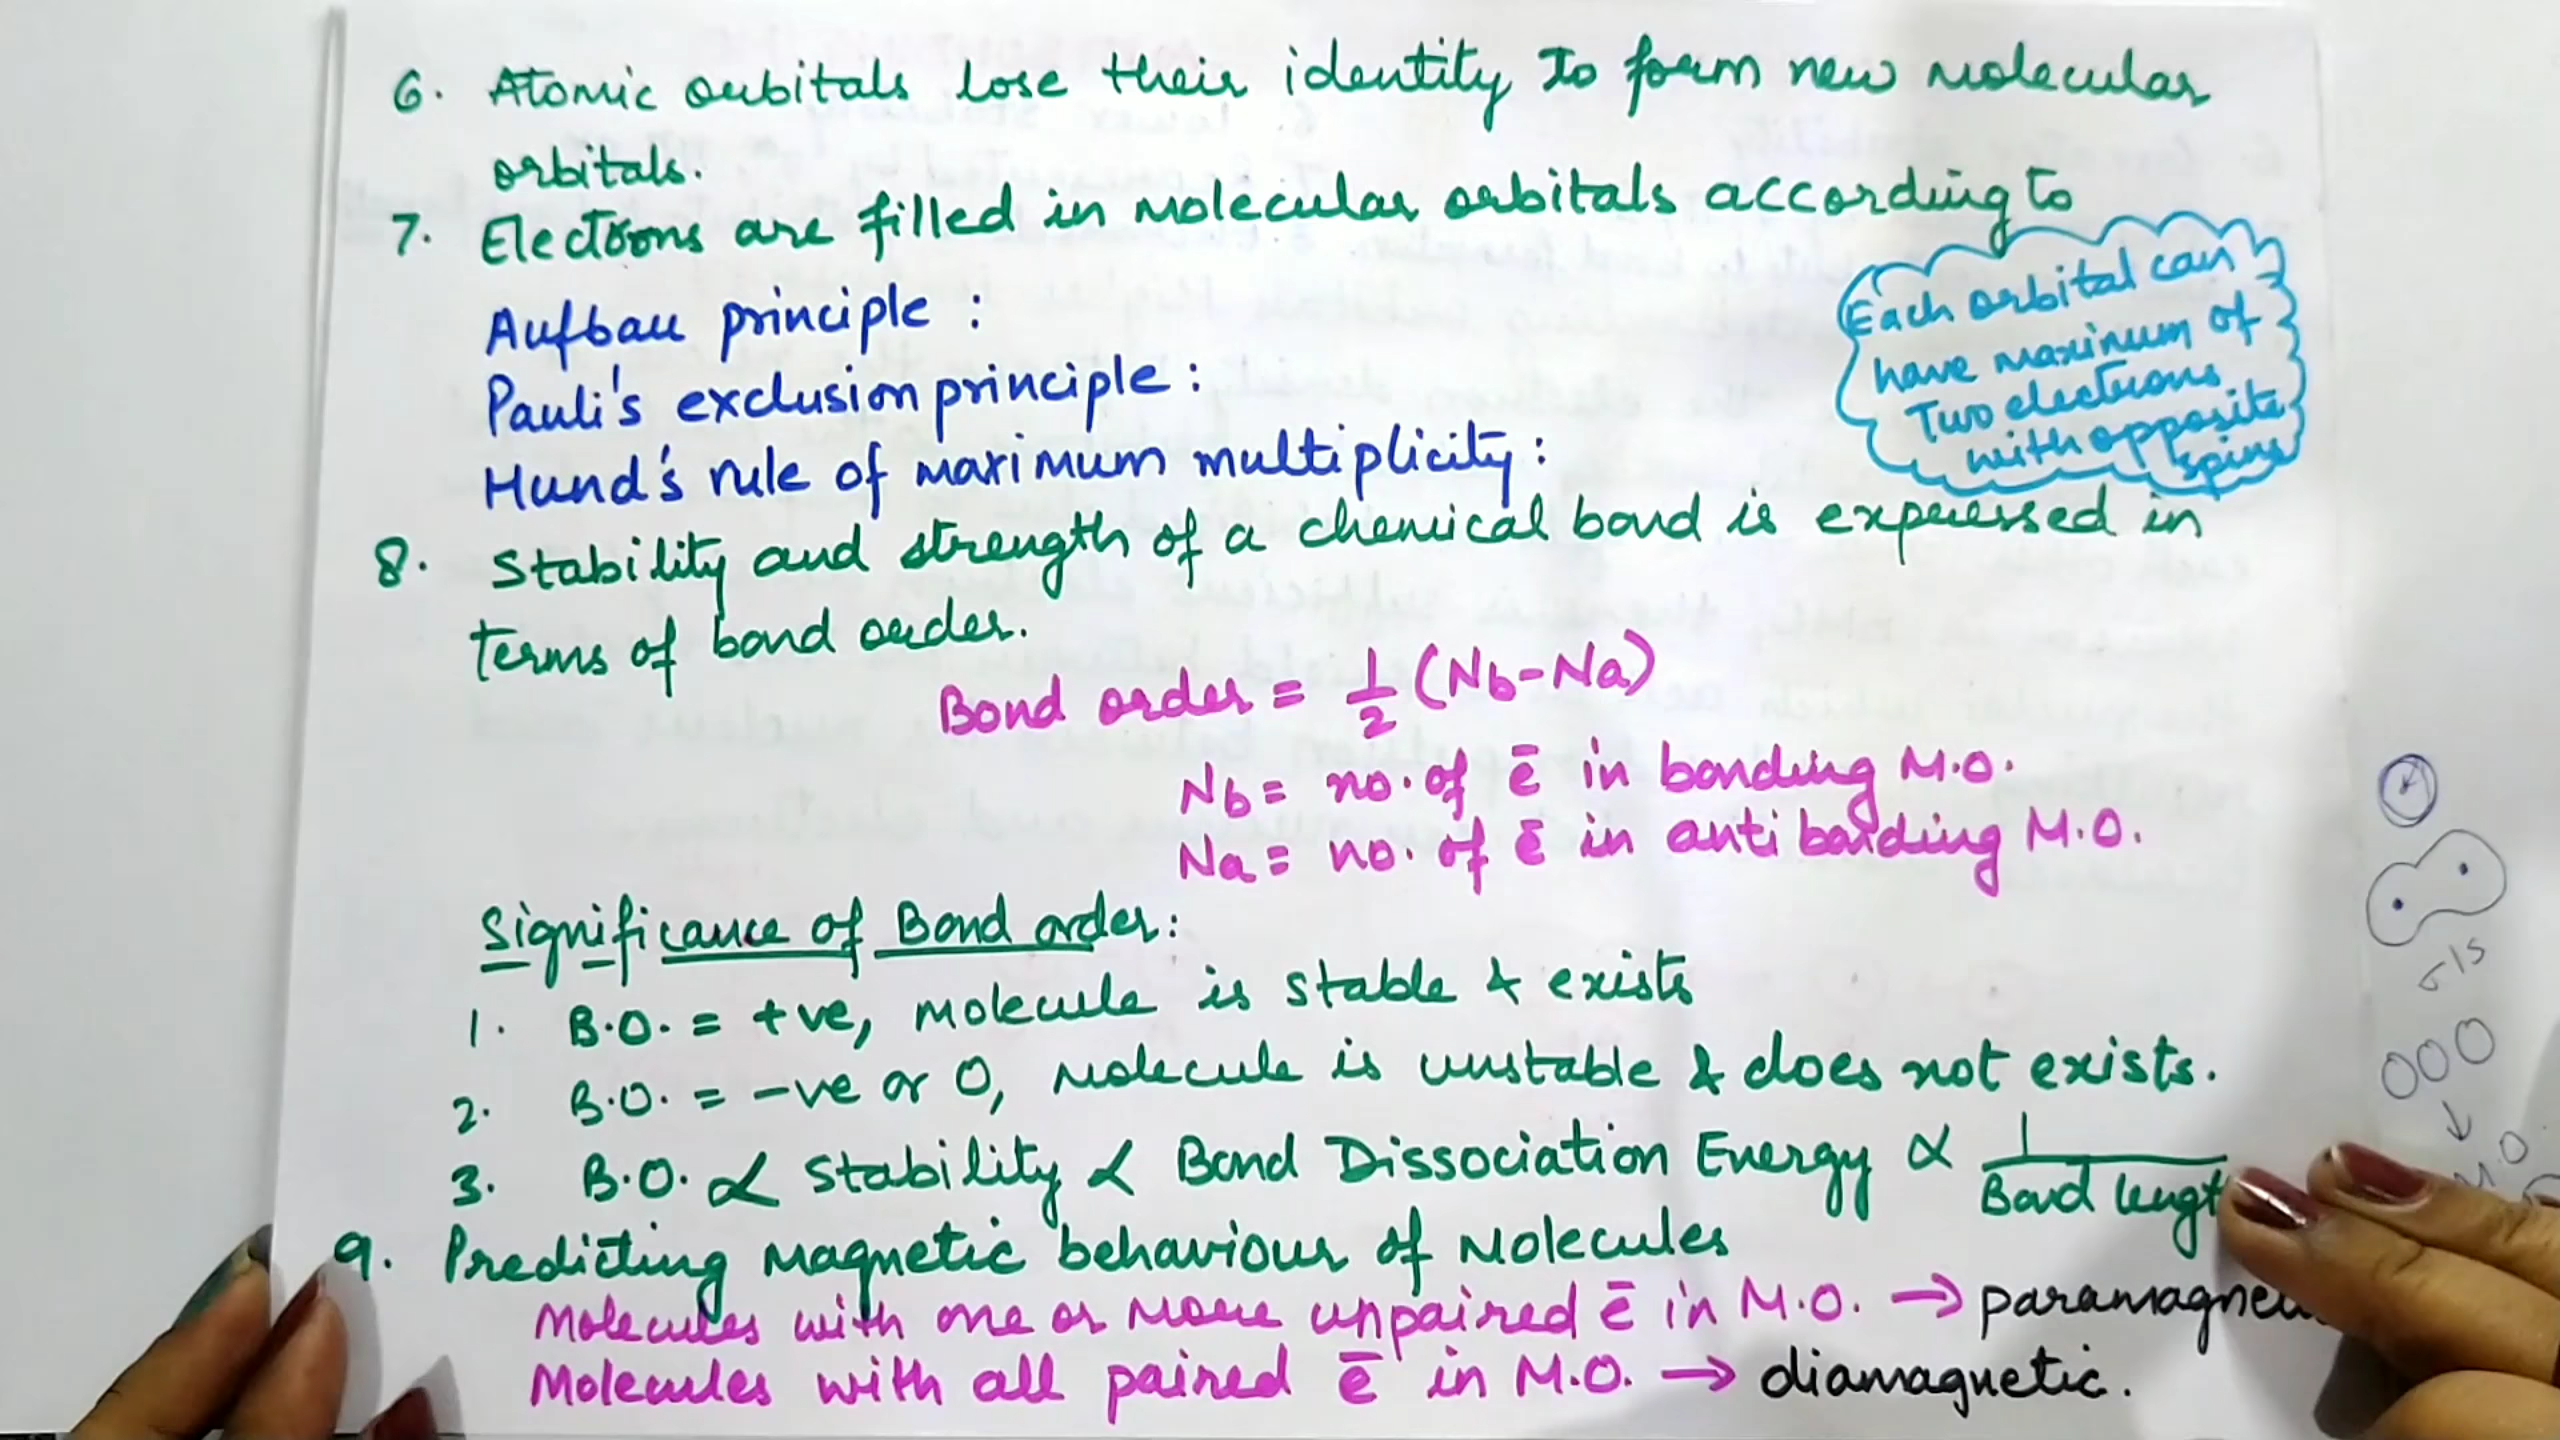 6. Atomic orbitals lose their identity to form new molecular
orbitals.
7. Electrons are filled in molecular orbitals according to
Aufbau principle :
Pauli's exclusion principle :
Hund's rule of maximum multiplicity :
Each orbital can
have maximum of
Two electrons
with opposite
spins
8. Stability and strength of a chemical bond is expressed in
terms of bond order.
Bond order = 1/2 (Nb-Na)
Nb = no. of ē in bonding M.O.
Na = no. of ē in anti bonding M.O.
Significance of Bond order :
1. B.O. = +ve, molecule is stable & exists
2. B.O. = -ve or 0, molecule is unstable & does not exists.
3. B.O. ∝ Stability ∝ Bond Dissociation Energy ∝ 1/Bond lengt
9. Predicting magnetic behaviour of molecules
Molecules with one or more unpaired ē in M.O. → paramagne
Molecules with all paired ē in M.O. → diamagnetic.
σ1s